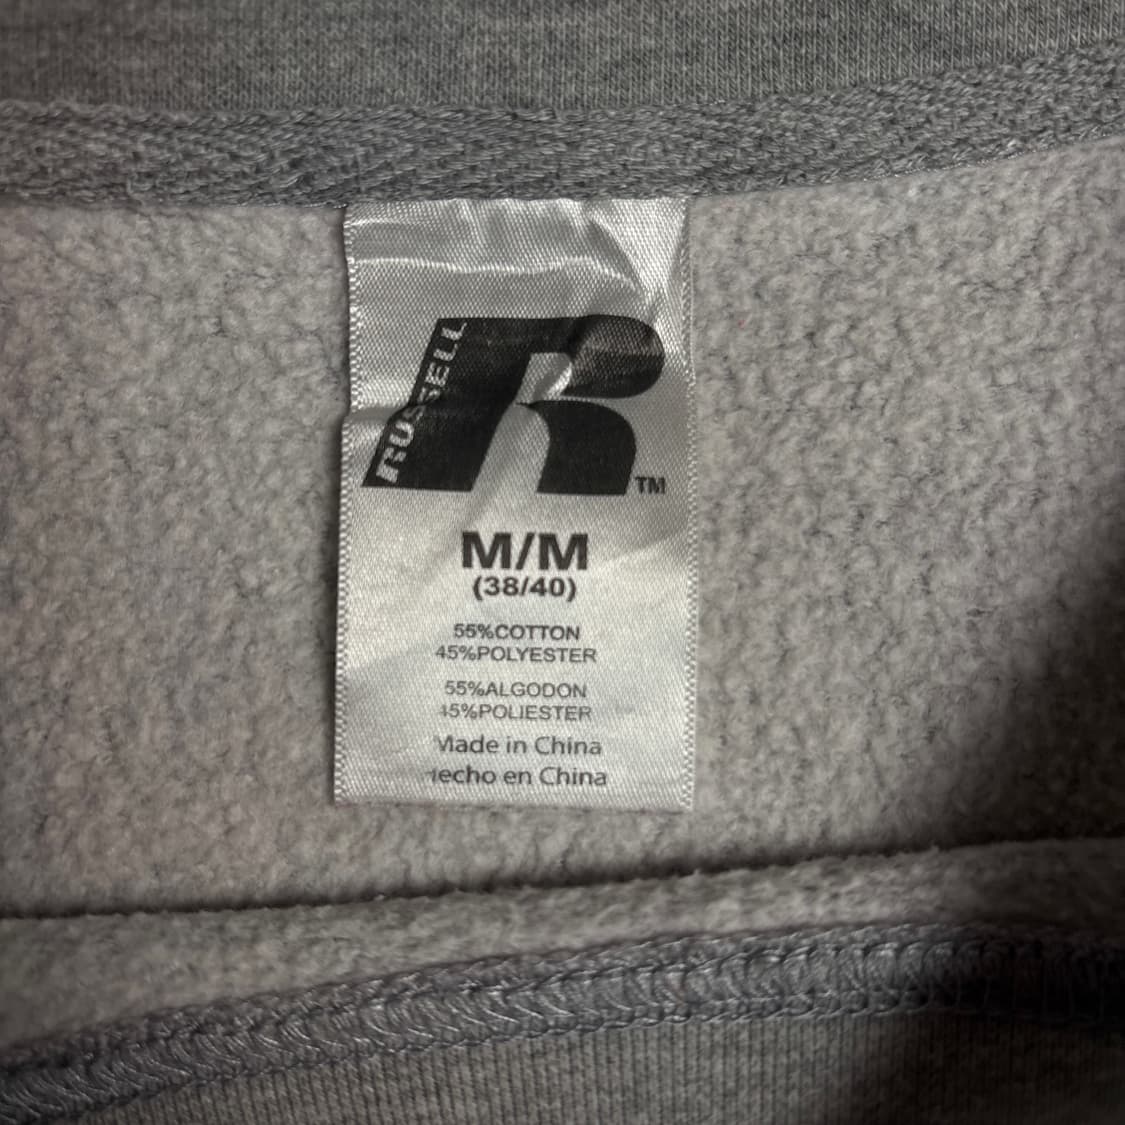 RUSSELL
R
TM
M/M
(38/40)
55%COTTON
45%POLYESTER
55%ALGODON
45%POLIESTER
Made in China
Hecho en China